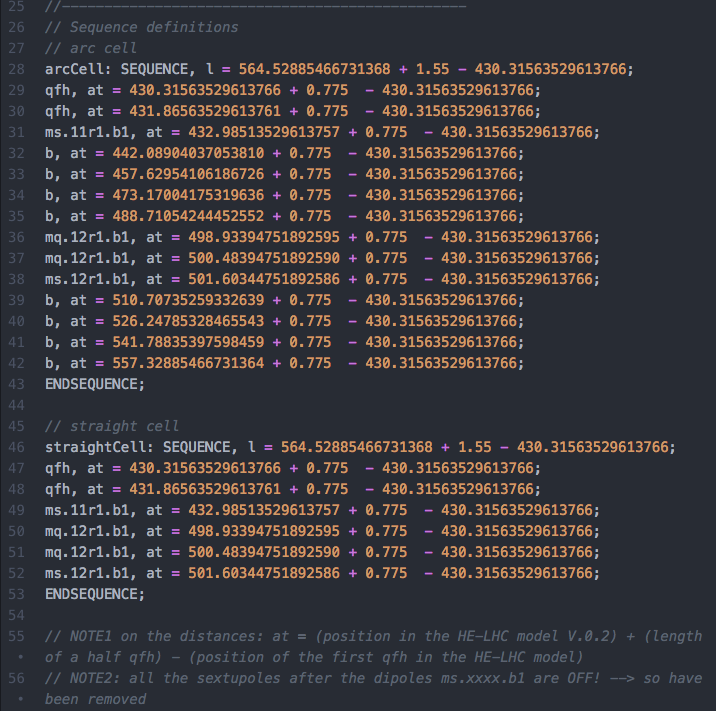 25 //------------------------------------------------
26 // Sequence definitions
27 // arc cell
28 arcCell: SEQUENCE, l = 564.52885466731368 + 1.55 - 430.31563529613766;
29 qfh, at = 430.31563529613766 + 0.775  - 430.31563529613766;
30 qfh, at = 431.86563529613761 + 0.775  - 430.31563529613766;
31 ms.11r1.b1, at = 432.98513529613757 + 0.775  - 430.31563529613766;
32 b, at = 442.08904037053810 + 0.775  - 430.31563529613766;
33 b, at = 457.62954106186726 + 0.775  - 430.31563529613766;
34 b, at = 473.17004175319636 + 0.775  - 430.31563529613766;
35 b, at = 488.71054244452552 + 0.775  - 430.31563529613766;
36 mq.12r1.b1, at = 498.93394751892595 + 0.775  - 430.31563529613766;
37 mq.12r1.b1, at = 500.48394751892590 + 0.775  - 430.31563529613766;
38 ms.12r1.b1, at = 501.60344751892586 + 0.775  - 430.31563529613766;
39 b, at = 510.70735259332639 + 0.775  - 430.31563529613766;
40 b, at = 526.24785328465543 + 0.775  - 430.31563529613766;
41 b, at = 541.78835397598459 + 0.775  - 430.31563529613766;
42 b, at = 557.32885466731364 + 0.775  - 430.31563529613766;
43 ENDSEQUENCE;
44
45 // straight cell
46 straightCell: SEQUENCE, l = 564.52885466731368 + 1.55 - 430.31563529613766;
47 qfh, at = 430.31563529613766 + 0.775  - 430.31563529613766;
48 qfh, at = 431.86563529613761 + 0.775  - 430.31563529613766;
49 ms.11r1.b1, at = 432.98513529613757 + 0.775  - 430.31563529613766;
50 mq.12r1.b1, at = 498.93394751892595 + 0.775  - 430.31563529613766;
51 mq.12r1.b1, at = 500.48394751892590 + 0.775  - 430.31563529613766;
52 ms.12r1.b1, at = 501.60344751892586 + 0.775  - 430.31563529613766;
53 ENDSEQUENCE;
54
55 // NOTE1 on the distances: at = (position in the HE-LHC model V.0.2) + (length
• of a half qfh) - (position of the first qfh in the HE-LHC model)
56 // NOTE2: all the sextupoles after the dipoles ms.xxxx.b1 are OFF! --> so have
• been removed